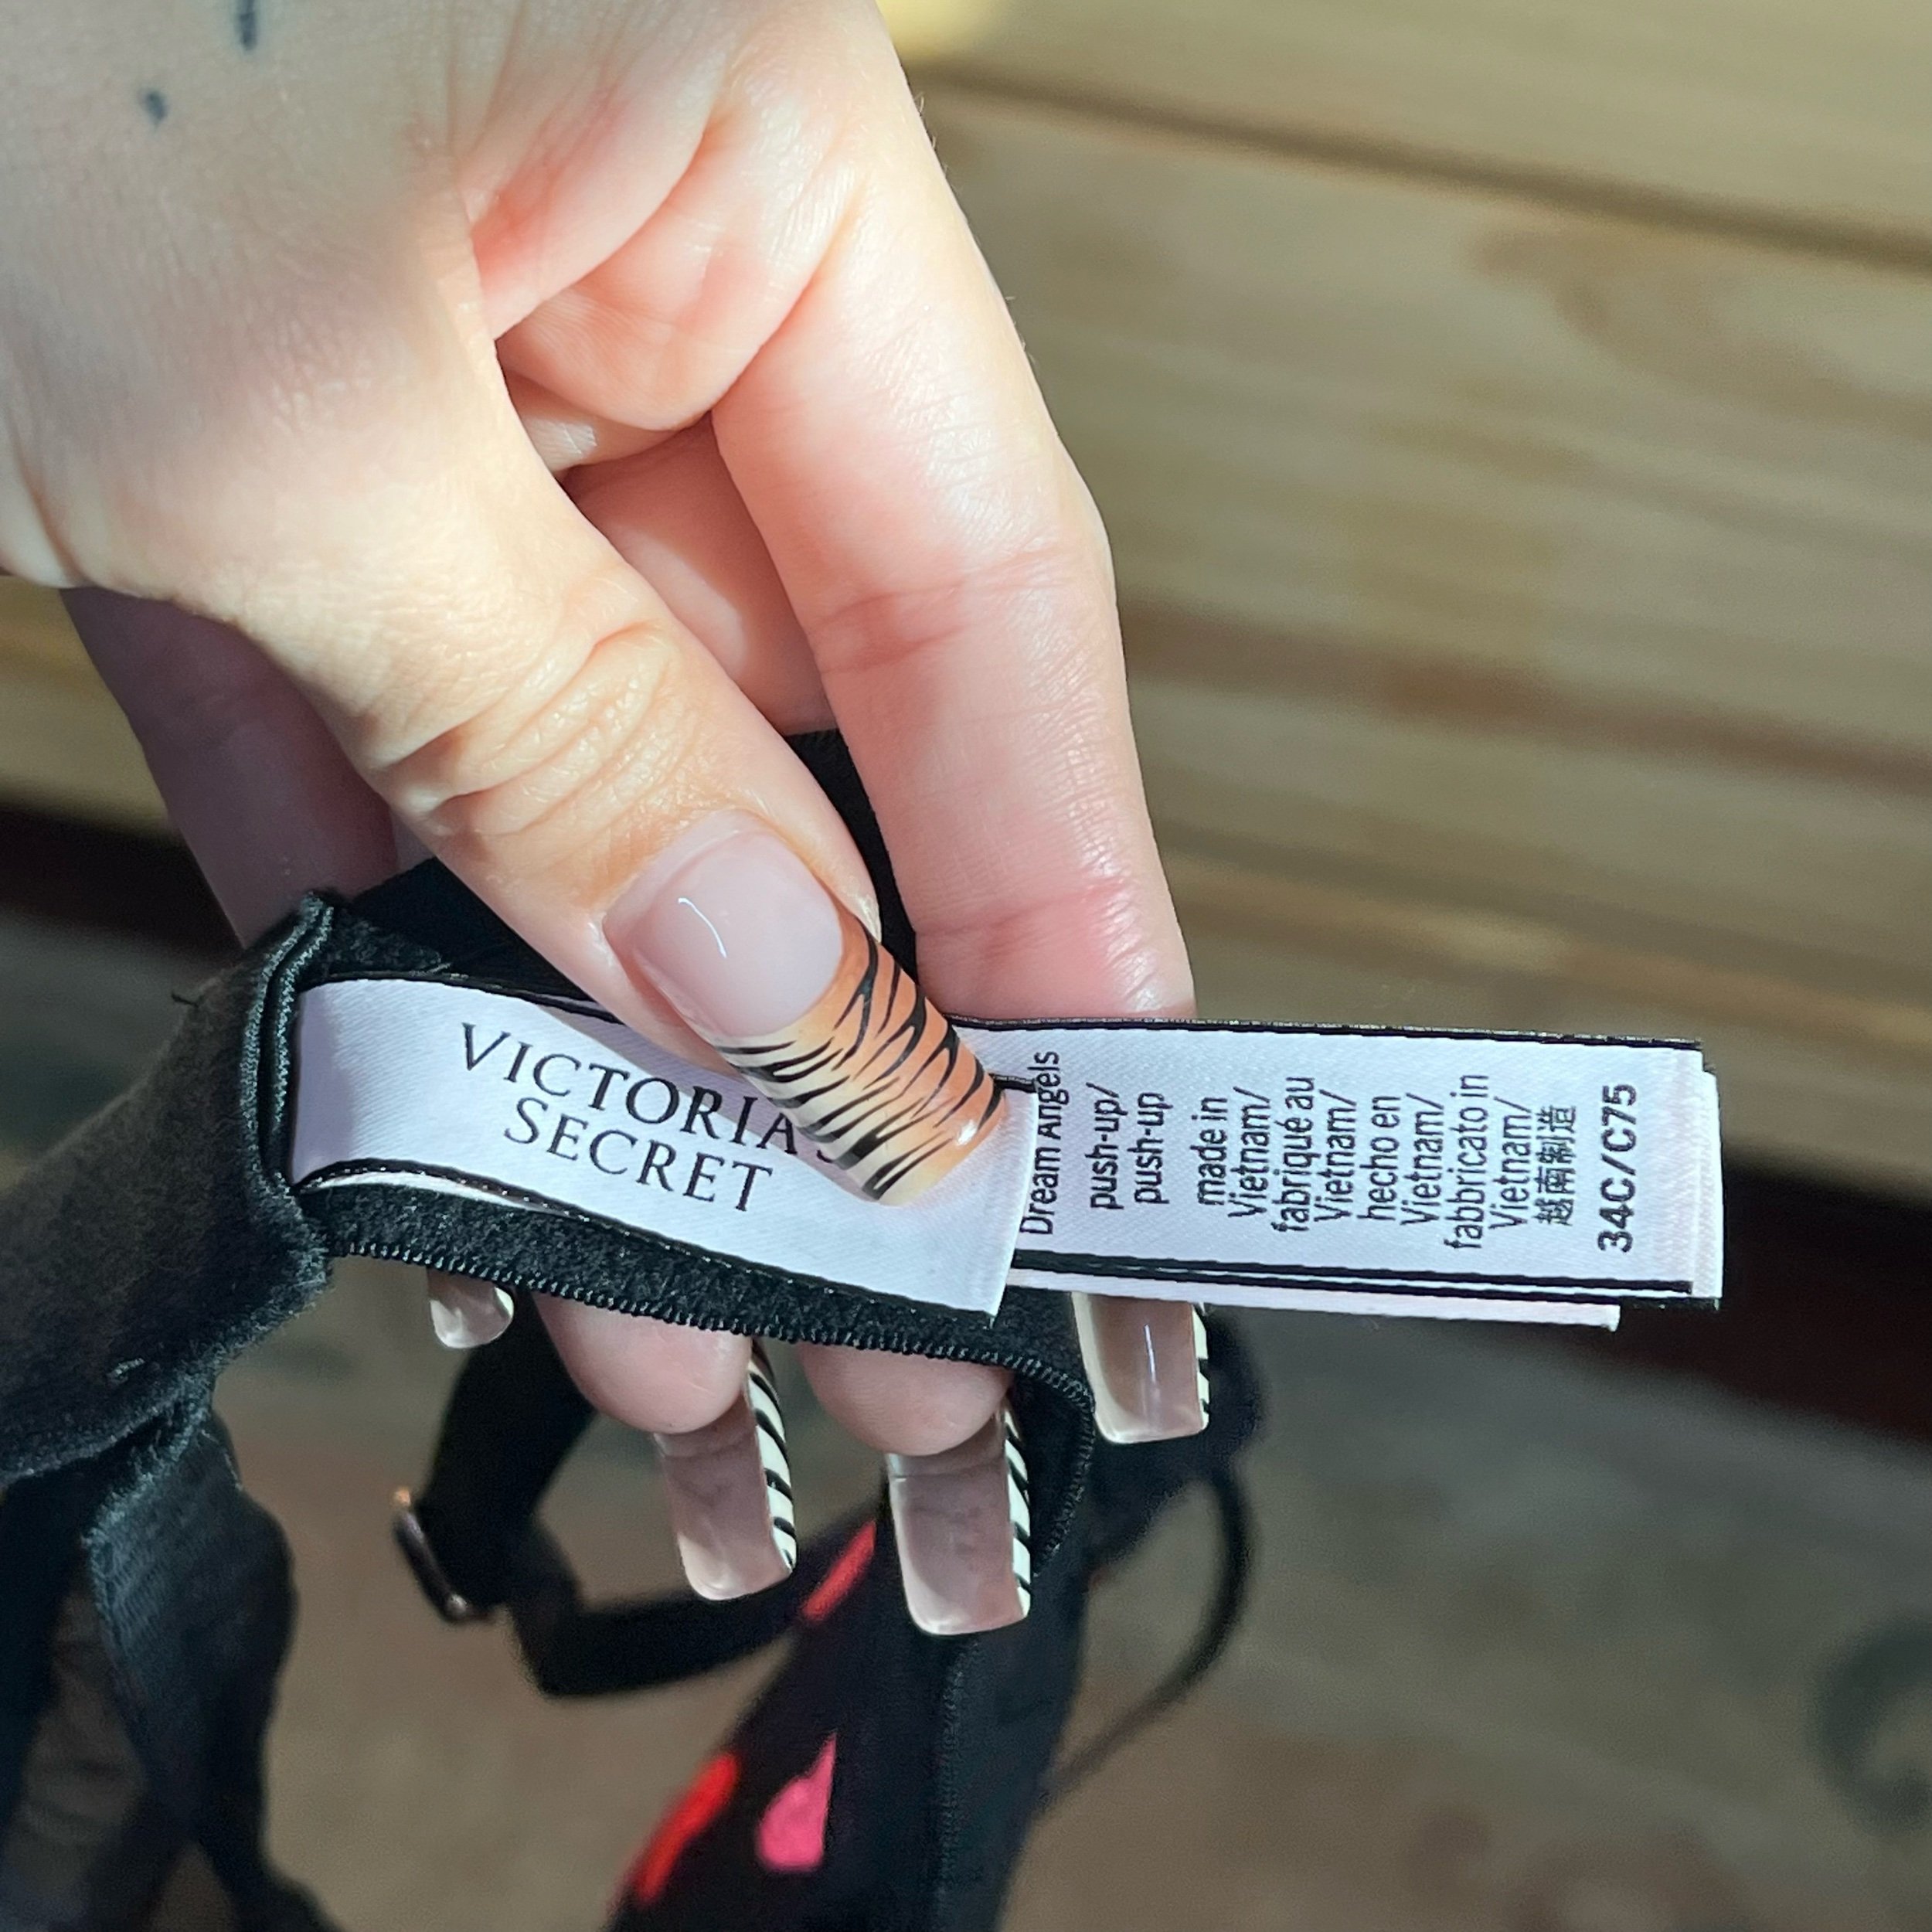 VICTORIA'S
SECRET
Dream Angels
push-up/
push-up
made in
Vietnam/
fabriqué au
Vietnam/
hecho en
Vietnam/
fabbricato in
Vietnam/
越南制造
34C/C75